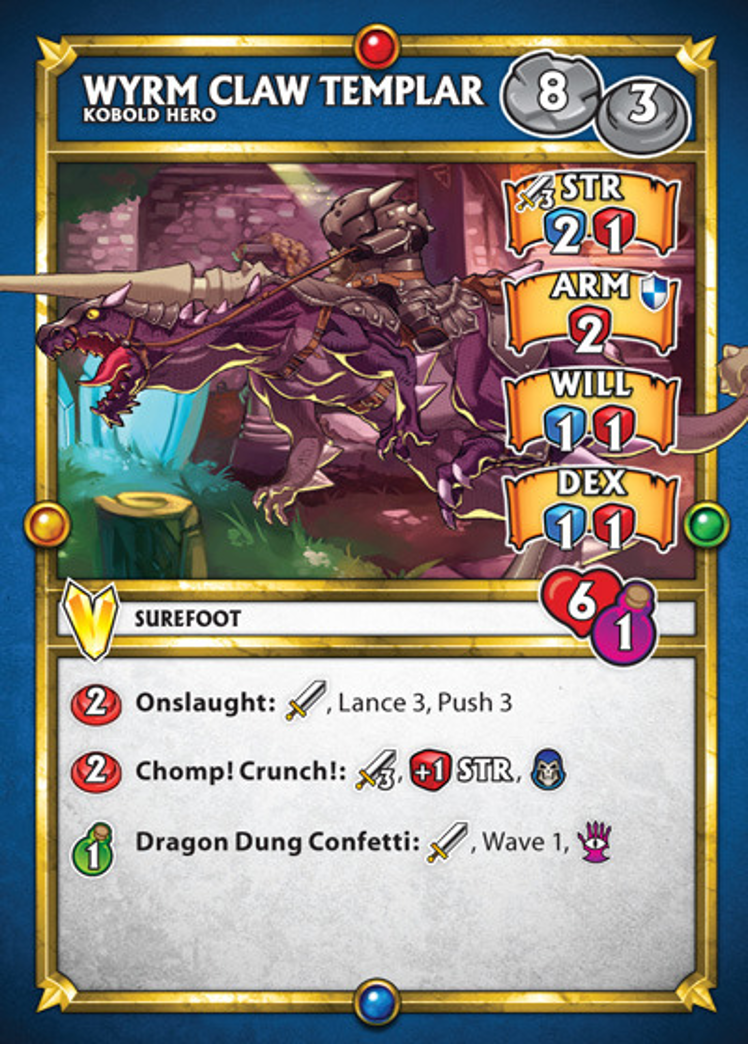 WYRM CLAW TEMPLAR
KOBOLD HERO
8 3
3 STR
2 1
ARM
2
WILL
1 1
DEX
1 1
6
1
SUREFOOT
2 Onslaught: , Lance 3, Push 3
2 Chomp! Crunch!: 3, +1 STR,
1 Dragon Dung Confetti: , Wave 1,